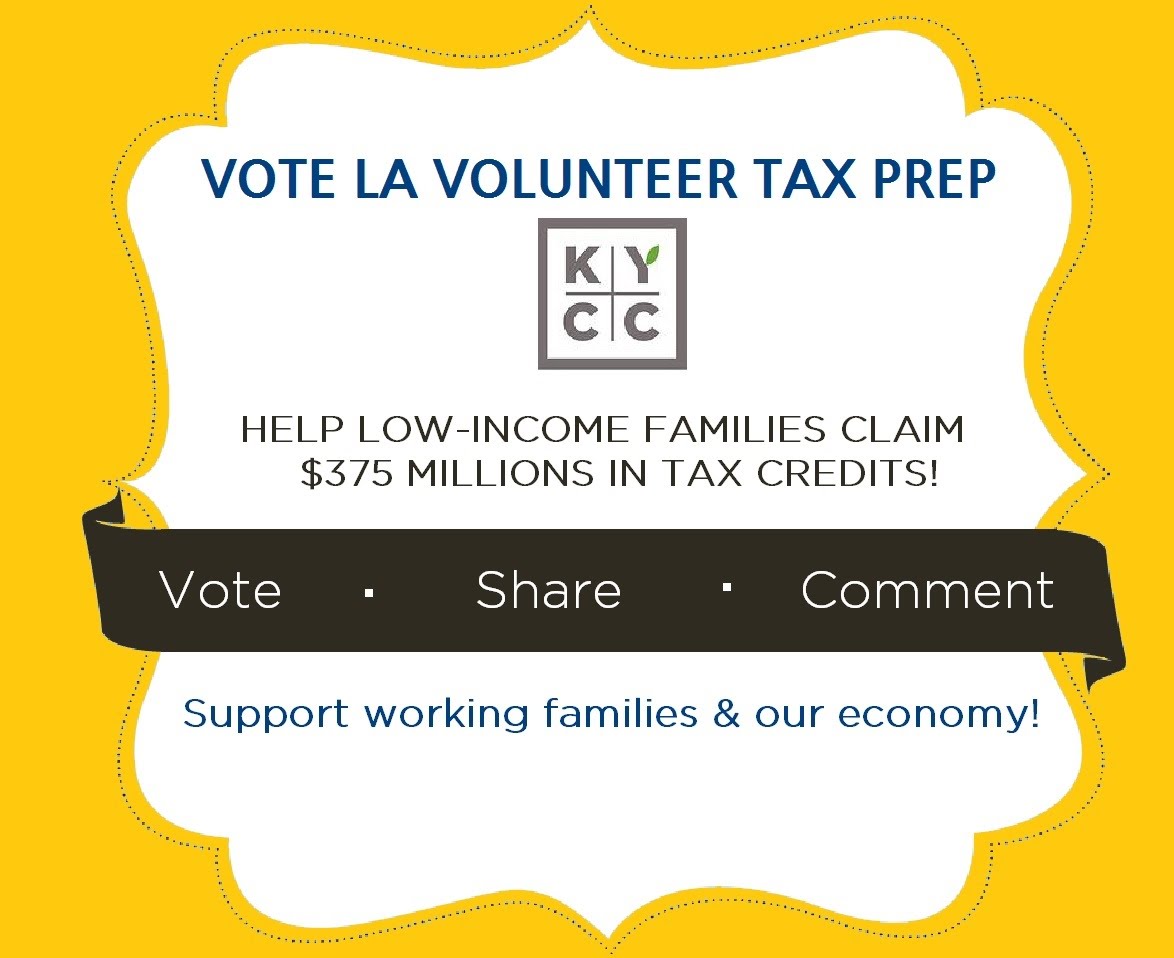 VOTE LA VOLUNTEER TAX PREP
K Y
C C
HELP LOW-INCOME FAMILIES CLAIM
$375 MILLIONS IN TAX CREDITS!
Vote · Share · Comment
Support working families & our economy!